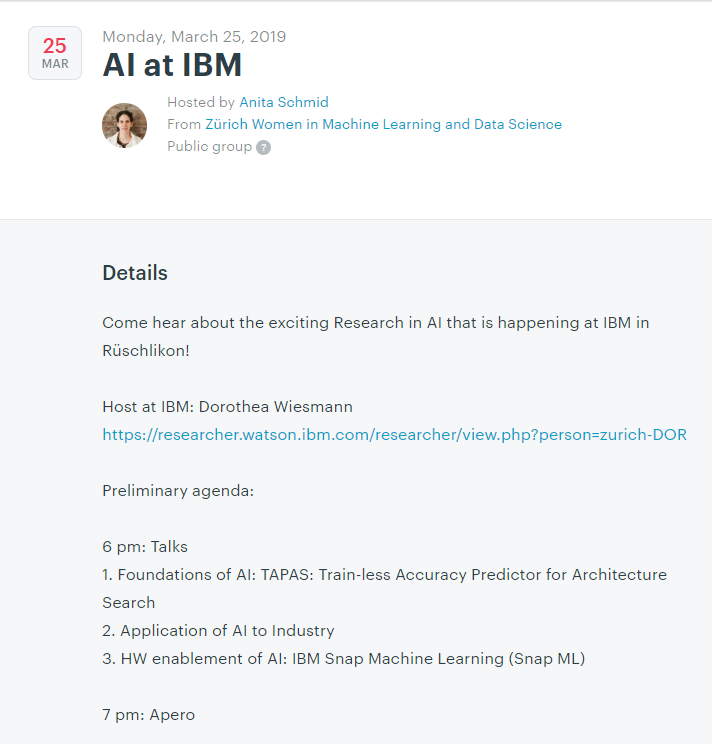 25
MAR
Monday, March 25, 2019
AI at IBM
Hosted by Anita Schmid
From Zürich Women in Machine Learning and Data Science
Public group ?
Details
Come hear about the exciting Research in AI that is happening at IBM in
Rüschlikon!
Host at IBM: Dorothea Wiesmann
https://researcher.watson.ibm.com/researcher/view.php?person=zurich-DOR
Preliminary agenda:
6 pm: Talks
1. Foundations of AI: TAPAS: Train-less Accuracy Predictor for Architecture
Search
2. Application of AI to Industry
3. HW enablement of AI: IBM Snap Machine Learning (Snap ML)
7 pm: Apero